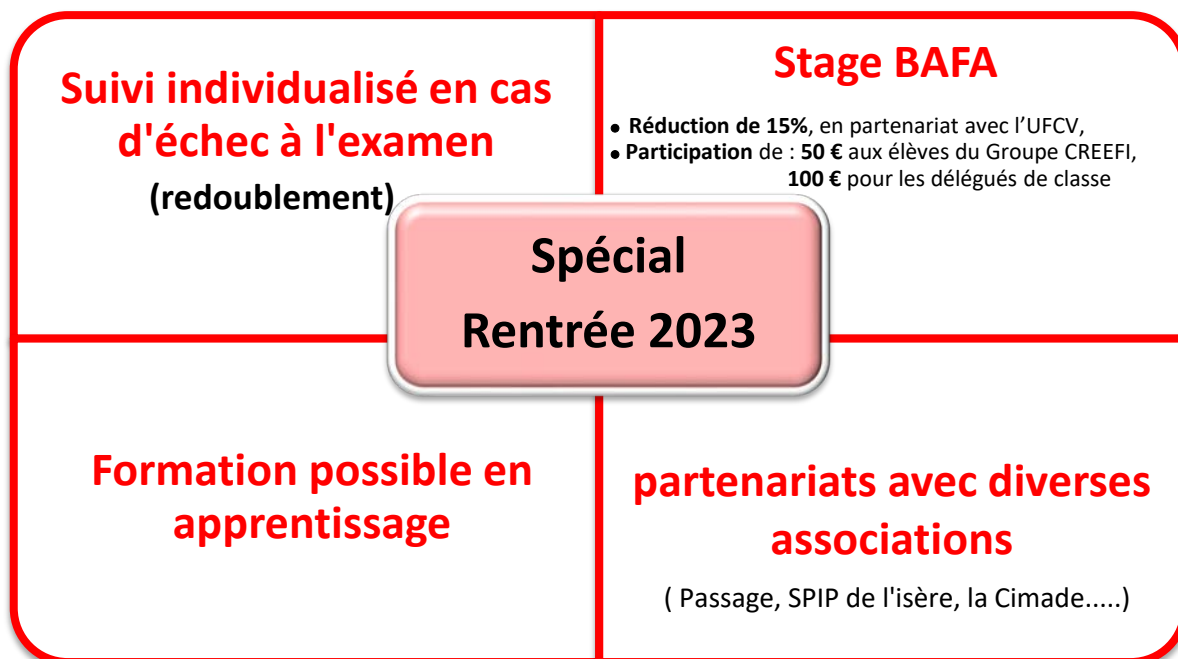 Suivi individualisé en cas
d'échec à l'examen
(redoublement)
Stage BAFA
• Réduction de 15%, en partenariat avec l'UFCV,
• Participation de : 50 € aux élèves du Groupe CREEFI,
100 € pour les délégués de classe
Spécial
Rentrée 2023
Formation possible en
apprentissage
partenariats avec diverses
associations
( Passage, SPIP de l'isère, la Cimade.....)